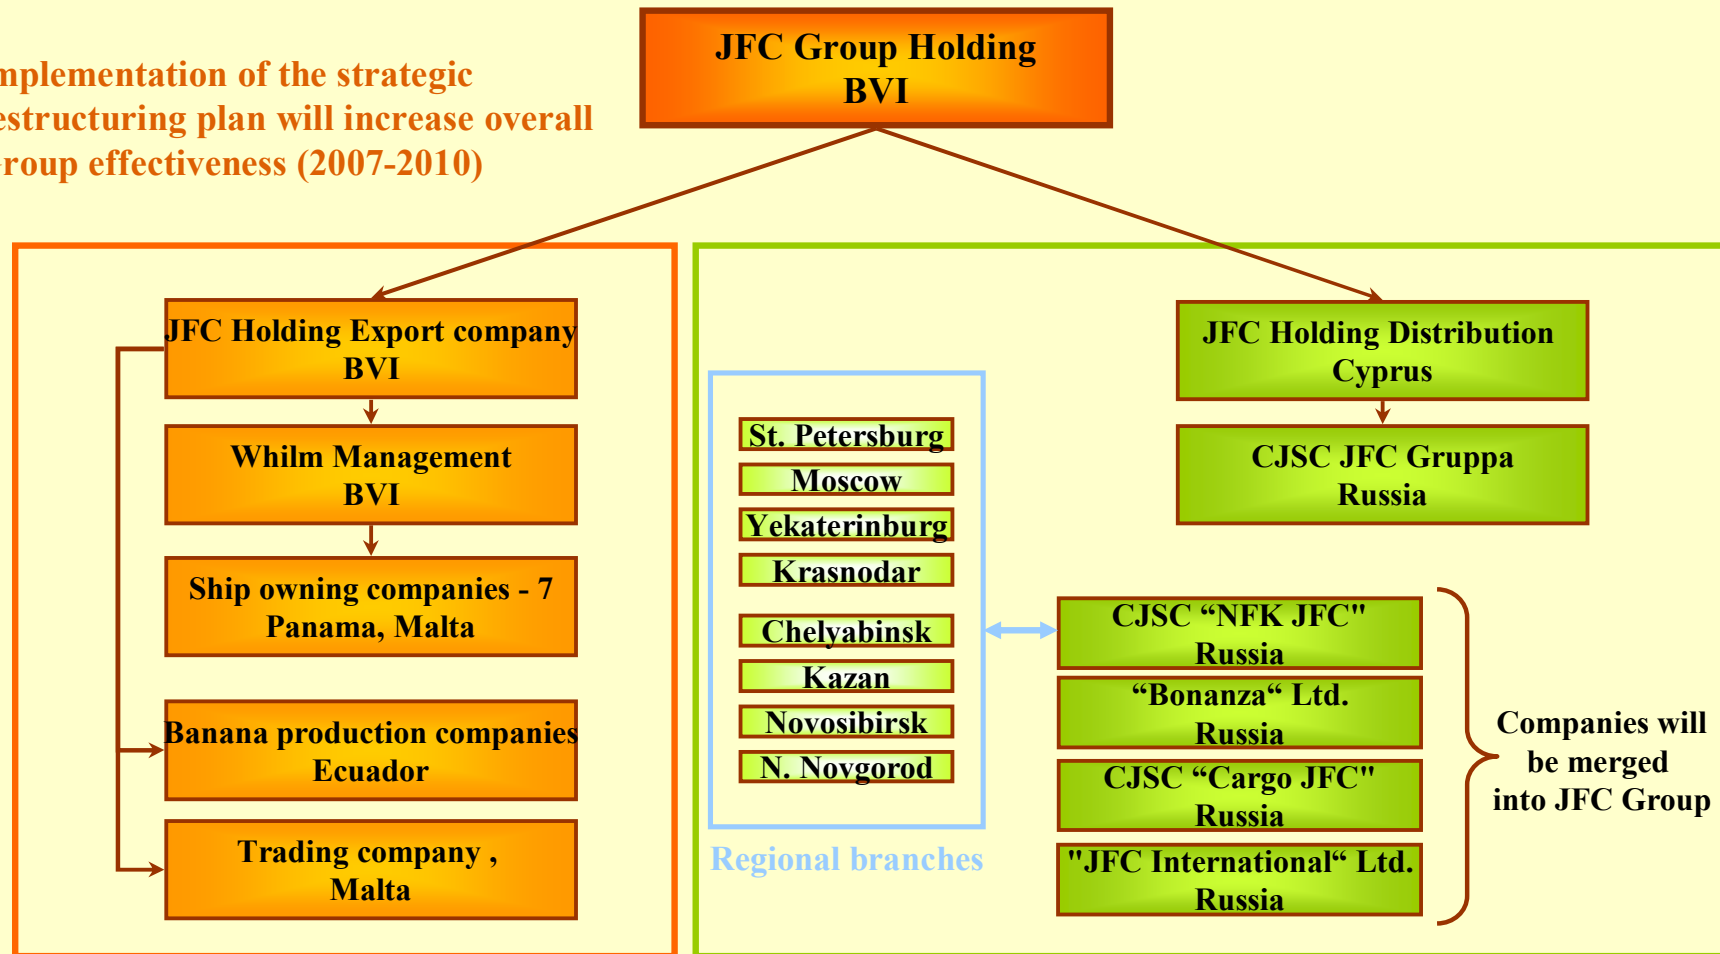 JFC Group Holding
BVI
mplementation of the strategic
estructuring plan will increase overall
Group effectiveness (2007-2010)
JFC Holding Export company
BVI
Whilm Management
BVI
Ship owning companies - 7
Panama, Malta
Banana production companies
Ecuador
Trading company ,
Malta
St. Petersburg
Moscow
Yekaterinburg
Krasnodar
Chelyabinsk
Kazan
Novosibirsk
N. Novgorod
Regional branches
JFC Holding Distribution
Cyprus
CJSC JFC Gruppa
Russia
CJSC “NFK JFC"
Russia
“Bonanza“ Ltd.
Russia
CJSC “Cargo JFC"
Russia
"JFC International“ Ltd.
Russia
Companies will
be merged
into JFC Group